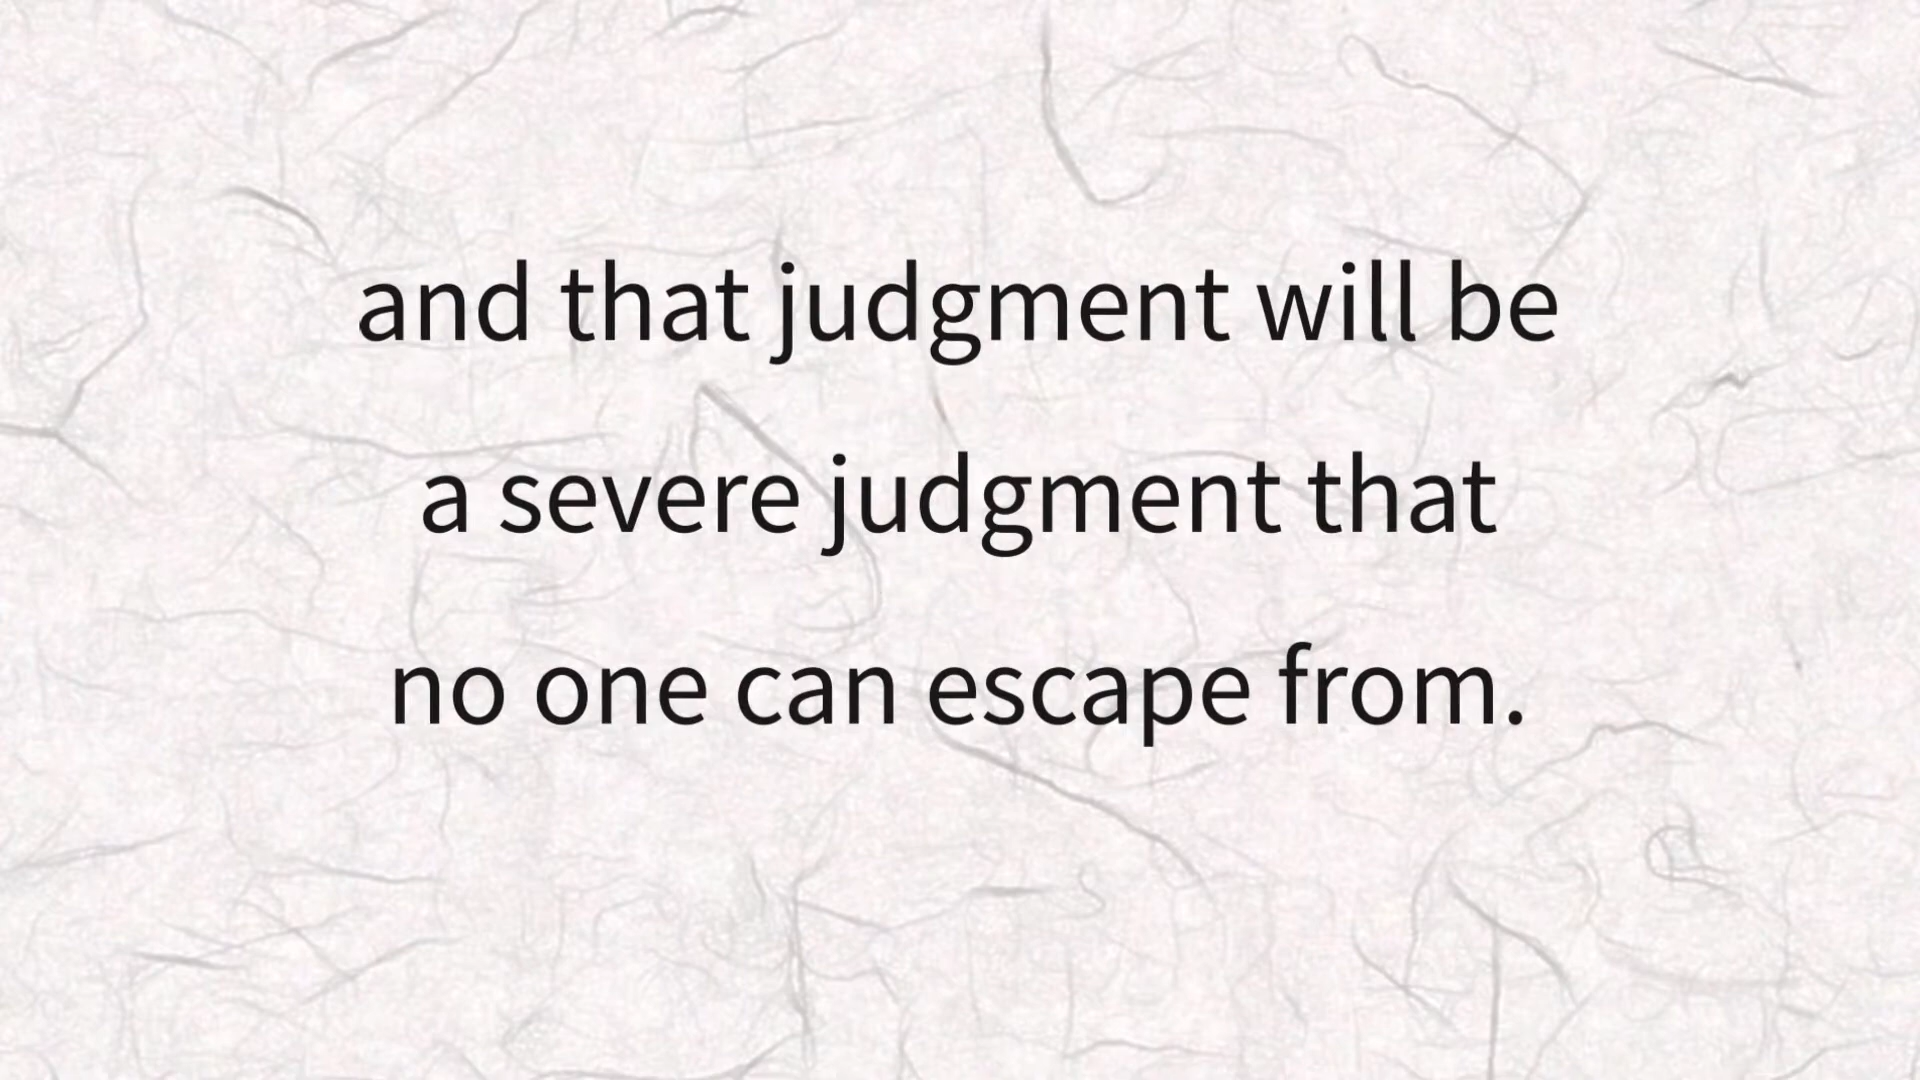 and that judgment will be
a severe judgment that
no one can escape from.